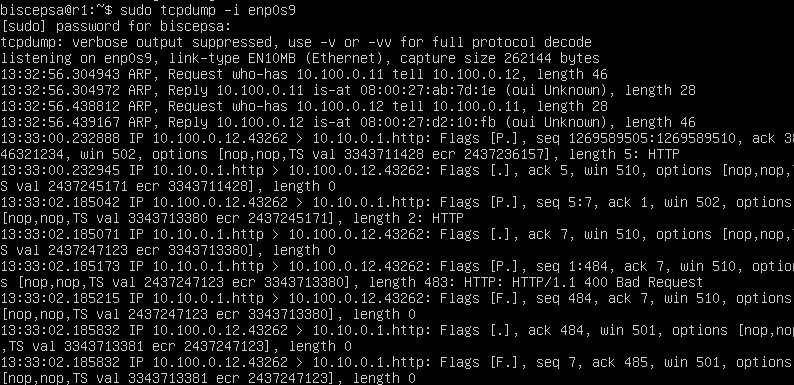 biscepsa@r1:~$ sudo tcpdump -i enp0s9
[sudo] password for biscepsa:
tcpdump: verbose output suppressed, use -v or -vv for full protocol decode
listening on enp0s9, link-type EN10MB (Ethernet), capture size 262144 bytes
13:32:56.304943 ARP, Request who-has 10.100.0.11 tell 10.100.0.12, length 46
13:32:56.304972 ARP, Reply 10.100.0.11 is-at 08:00:27:ab:7d:1e (oui Unknown), length 28
13:32:56.438812 ARP, Request who-has 10.100.0.12 tell 10.100.0.11, length 28
13:32:56.439167 ARP, Reply 10.100.0.12 is-at 08:00:27:d2:10:fb (oui Unknown), length 46
13:33:00.232888 IP 10.100.0.12.43262 > 10.10.0.1.http: Flags [P.], seq 1269589505:1269589510, ack 38
46321234, win 502, options [nop,nop,TS val 3343711428 ecr 2437236157], length 5: HTTP
13:33:00.232945 IP 10.10.0.1.http > 10.100.0.12.43262: Flags [.], ack 5, win 510, options [nop,nop,T
S val 2437245171 ecr 3343711428], length 0
13:33:02.185042 IP 10.100.0.12.43262 > 10.10.0.1.http: Flags [P.], seq 5:7, ack 1, win 502, options
[nop,nop,TS val 3343713380 ecr 2437245171], length 2: HTTP
13:33:02.185071 IP 10.10.0.1.http > 10.100.0.12.43262: Flags [.], ack 7, win 510, options [nop,nop,T
S val 2437247123 ecr 3343713380], length 0
13:33:02.185173 IP 10.10.0.1.http > 10.100.0.12.43262: Flags [P.], seq 1:484, ack 7, win 510, option
s [nop,nop,TS val 2437247123 ecr 3343713380], length 483: HTTP: HTTP/1.1 400 Bad Request
13:33:02.185215 IP 10.10.0.1.http > 10.100.0.12.43262: Flags [F.], seq 484, ack 7, win 510, options
[nop,nop,TS val 2437247123 ecr 3343713380], length 0
13:33:02.185832 IP 10.100.0.12.43262 > 10.10.0.1.http: Flags [.], ack 484, win 501, options [nop,nop
,TS val 3343713381 ecr 2437247123], length 0
13:33:02.185832 IP 10.100.0.12.43262 > 10.10.0.1.http: Flags [F.], seq 7, ack 485, win 501, options
[nop,nop,TS val 3343713381 ecr 2437247123], length 0